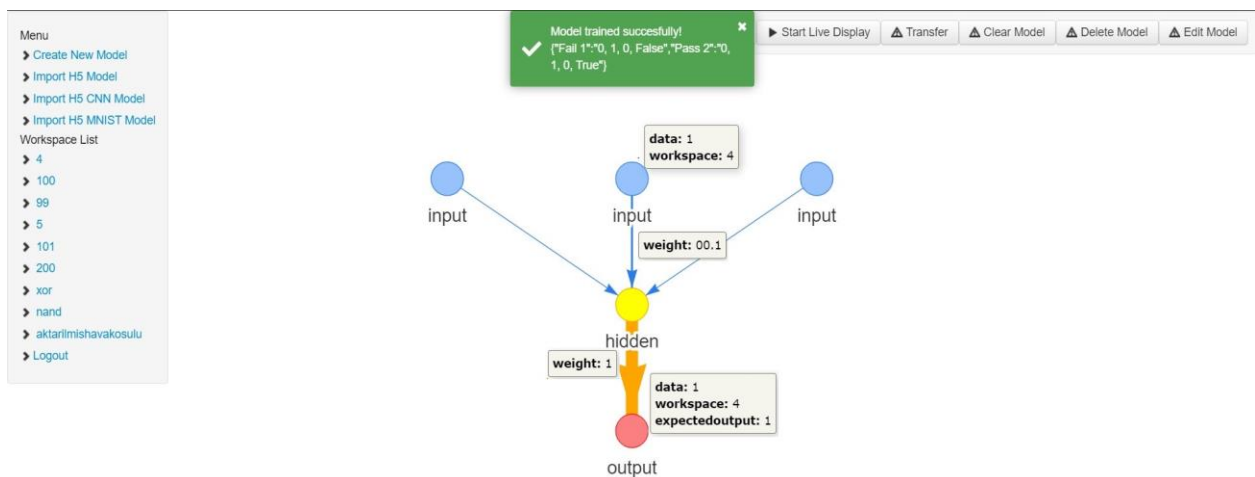 Menu
Create New Model
Import H5 Model
Import H5 CNN Model
Import H5 MNIST Model
Workspace List
4
100
99
5
101
200
xor
nand
aktarilmishavakosulu
Logout
Model trained succesfully!
{"Fail 1":"0, 1, 0, False","Pass 2":"0,
1, 0, True"}
Start Live Display
Transfer
Clear Model
Delete Model
Edit Model
data: 1
workspace: 4
input
input
input
weight: 00.1
hidden
weight: 1
data: 1
workspace: 4
expectedoutput: 1
output